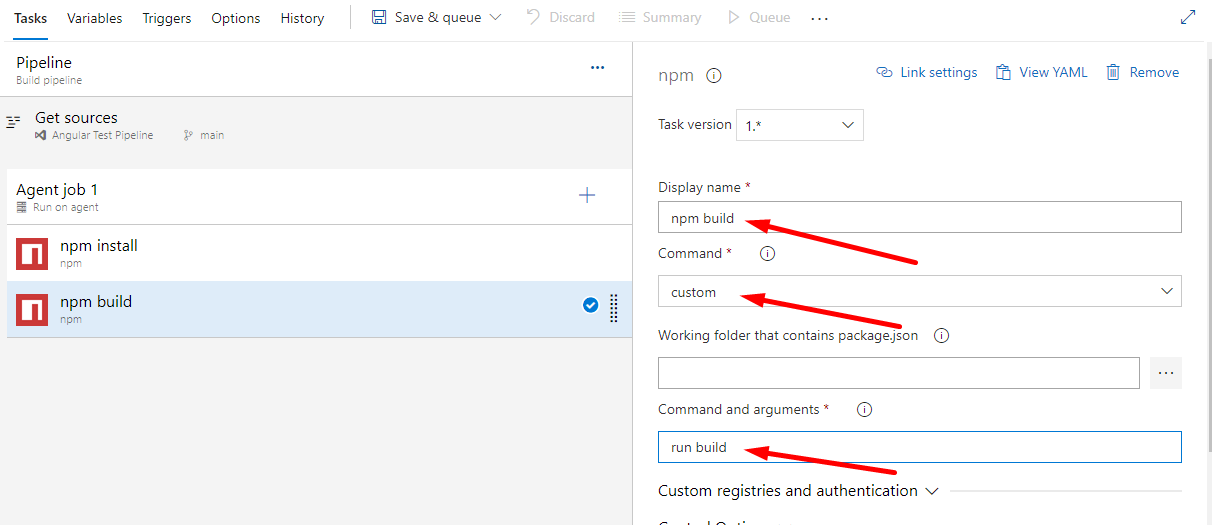 Tasks Variables Triggers Options History Save & queue Discard Summary Queue ...
Pipeline
Build pipeline
Get sources
Angular Test Pipeline main
Agent job 1
Run on agent
npm install
npm
npm build
npm
npm Link settings View YAML Remove
Task version 1.*
Display name *
npm build
Command *
custom
Working folder that contains package.json
Command and arguments *
run build
Custom registries and authentication